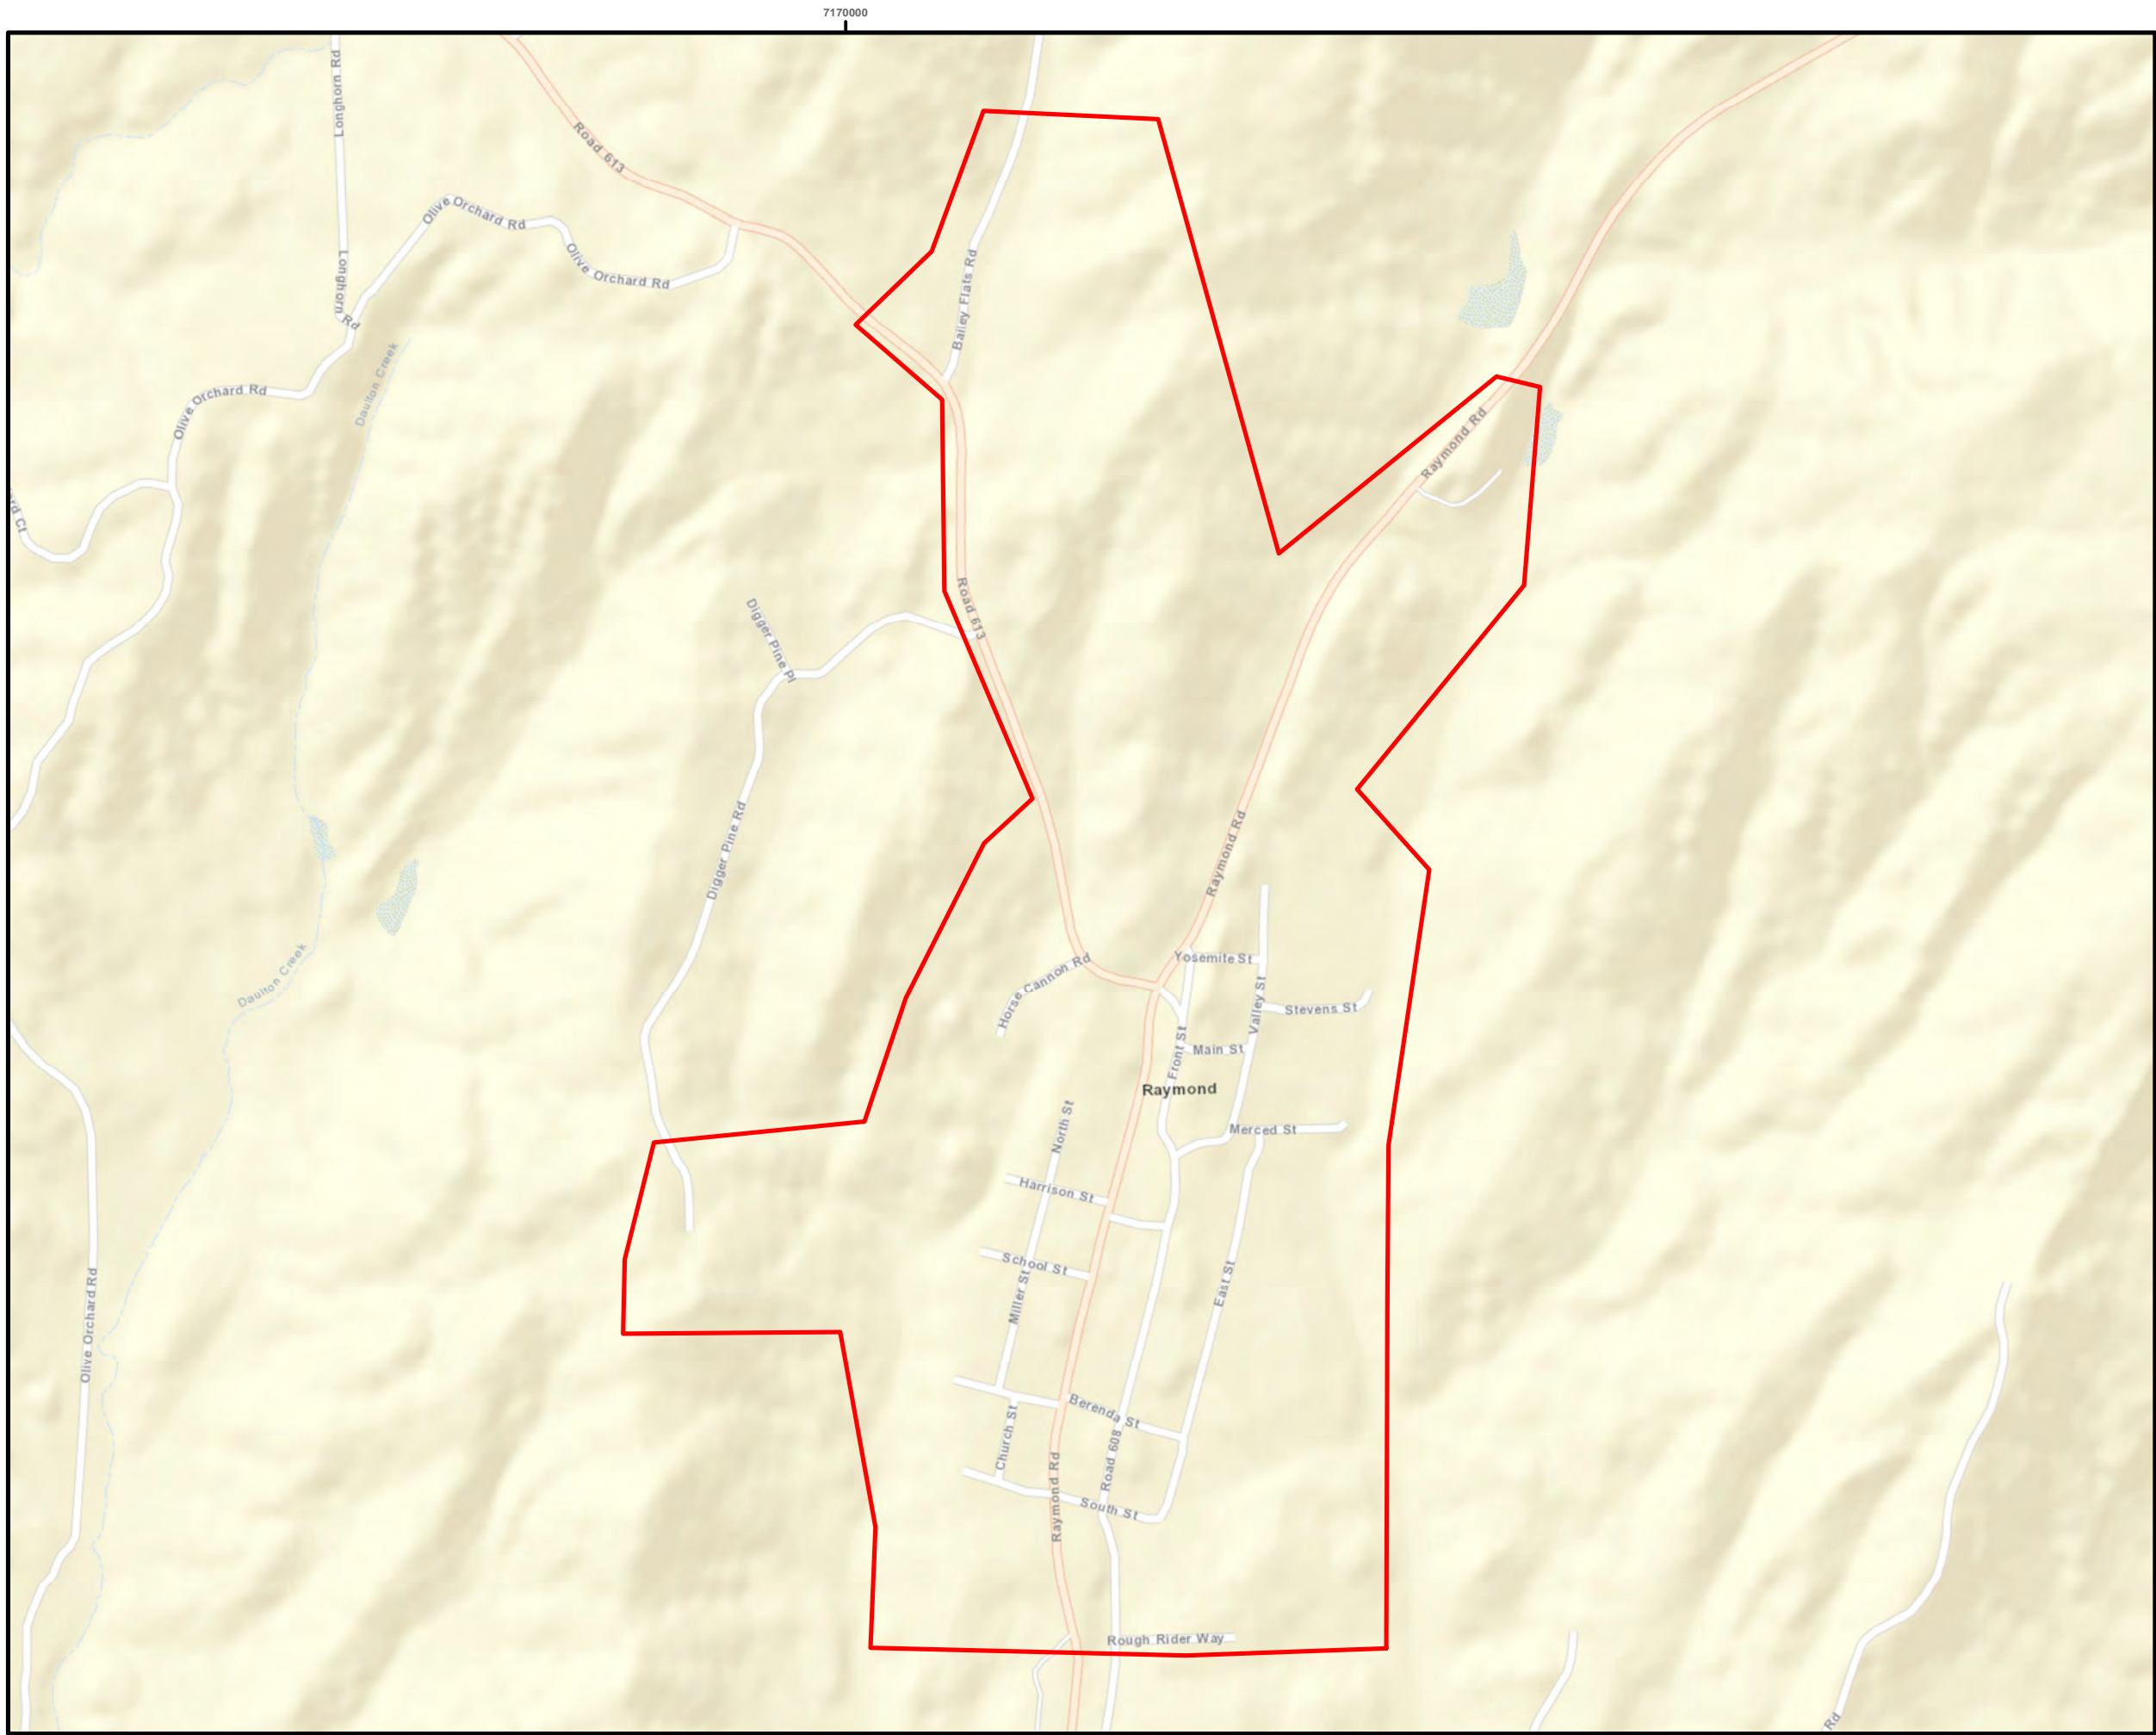 7170000
Longhorn Rd
Road 613
Olive Orchard Rd
Olive Orchard Rd
Longhorn Rd
Bailey Flats Rd
Daulton Creek
Olive Orchard Rd
Raymond Rd
rd Ct
Road 613
Digger Pine Pl
Digger Pine Rd
Raymond Rd
Daulton Creek
Horse Cannon Rd
Yosemite St
Valley St
Stevens St
Front St
Main St
Raymond
North St
Merced St
Harrison St
School St
Miller St
East St
Olive Orchard Rd
Berenda St
Church St
Road 608
Raymond Rd
South St
Rough Rider Way
Rd